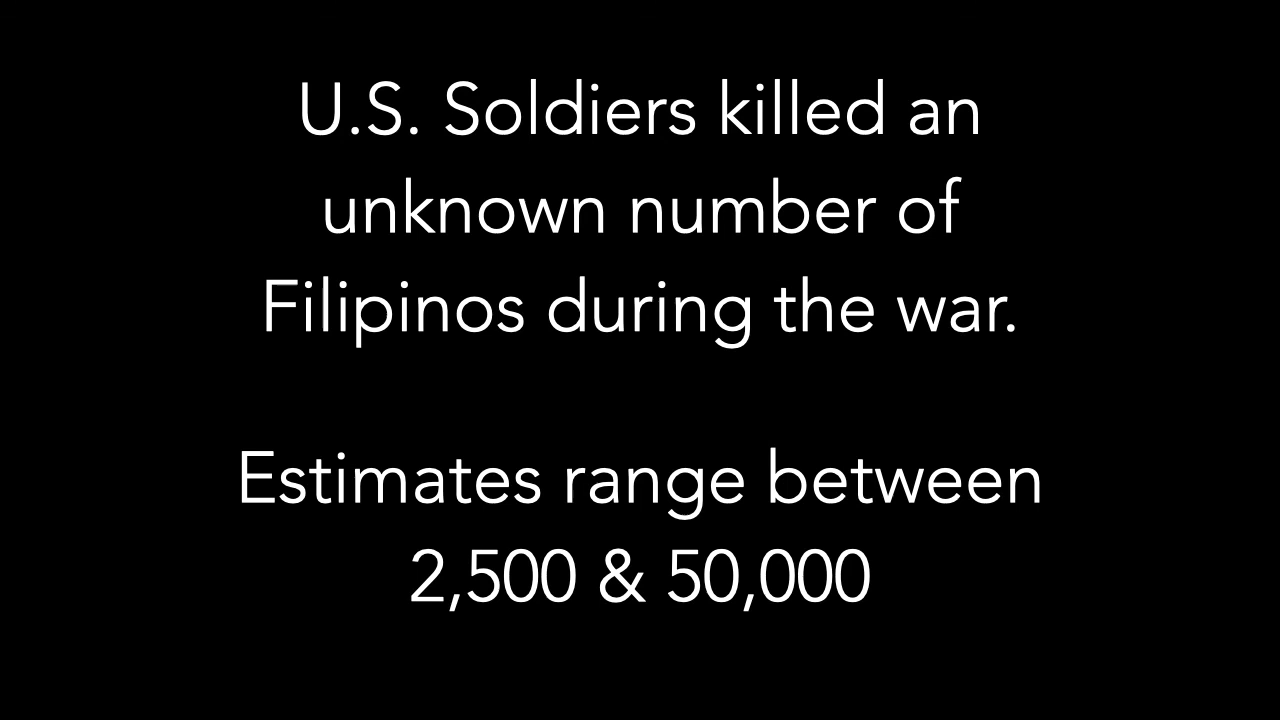 U.S. Soldiers killed an
unknown number of
Filipinos during the war.
Estimates range between
2,500 & 50,000